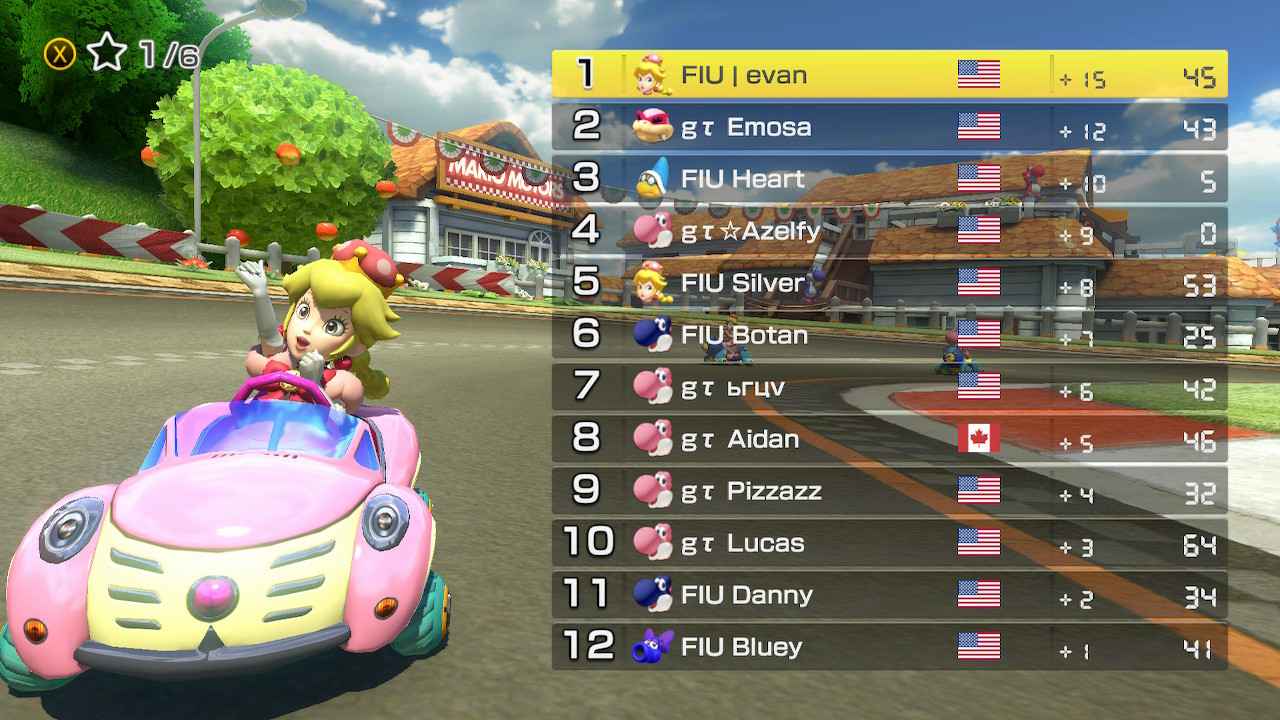 X ☆ 1/6
MARIO MOTORS
1 FIU | evan +15 45
2 gτ Emosa +12 43
3 FIU Heart +10 5
4 gτ☆Azelfy +9 0
5 FIU Silver +8 53
6 FIU Botan +7 25
7 gτ ьгцv +6 42
8 gτ Aidan +5 46
9 gτ Pizzazz +4 32
10 gτ Lucas +3 64
11 FIU Danny +2 34
12 FIU Bluey +1 41